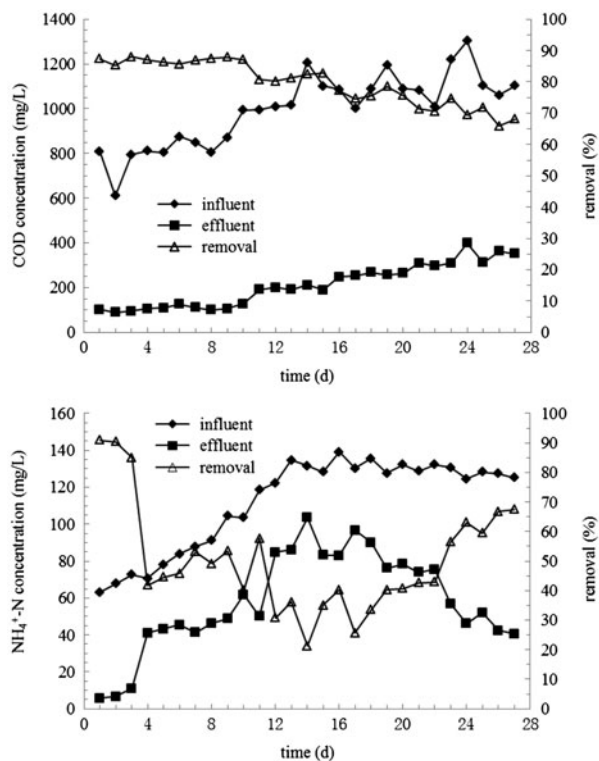 1400
1200
1000
800
600
400
200
0
COD concentration (mg/L)
100
90
80
70
60
50
40
30
20
10
0
removal (%)
influent
effluent
removal
0 4 8 12 16 20 24 28
time (d)
160
140
120
100
80
60
40
20
0
NH₄⁺-N concentration (mg/L)
100
90
80
70
60
50
40
30
20
10
0
removal (%)
influent
effluent
removal
0 4 8 12 16 20 24 28
time (d)